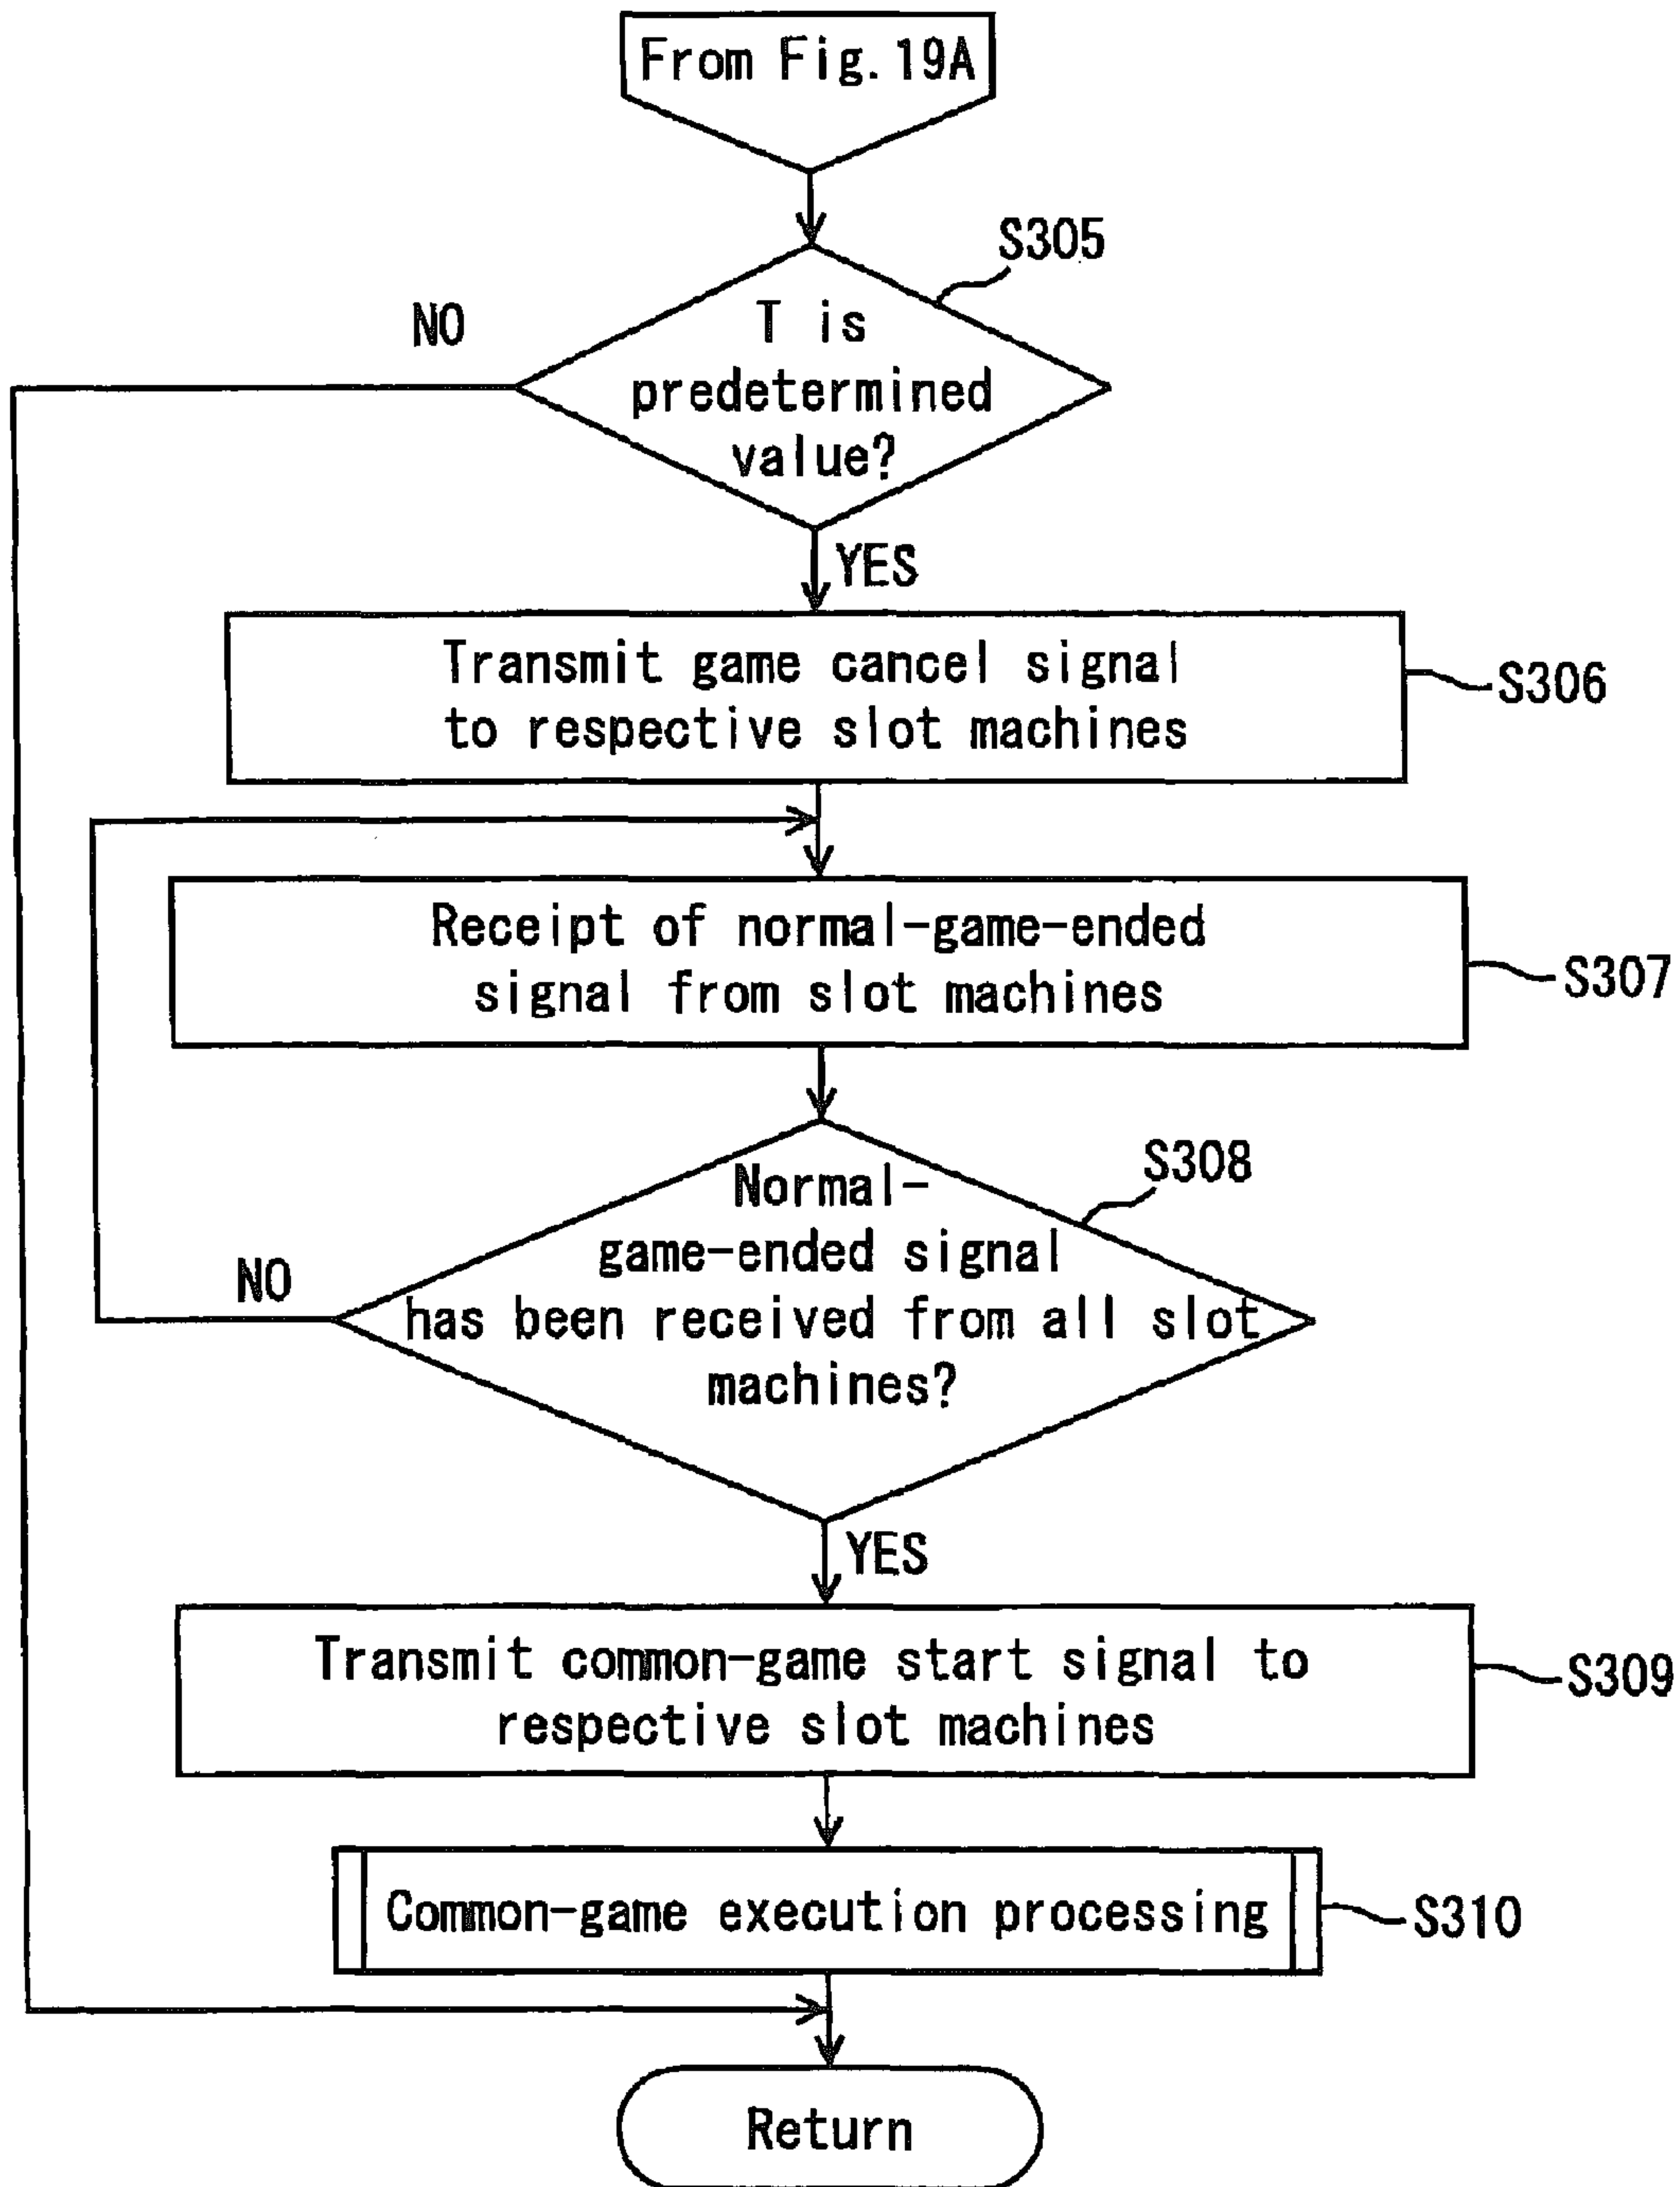 From Fig. 19A
S305
NO
T is
predetermined
value?
YES
Transmit game cancel signal
to respective slot machines
S306
Receipt of normal-game-ended
signal from slot machines
S307
S308
Normal-
game-ended signal
has been received from all slot
machines?
NO
YES
Transmit common-game start signal to
respective slot machines
S309
Common-game execution processing
S310
Return